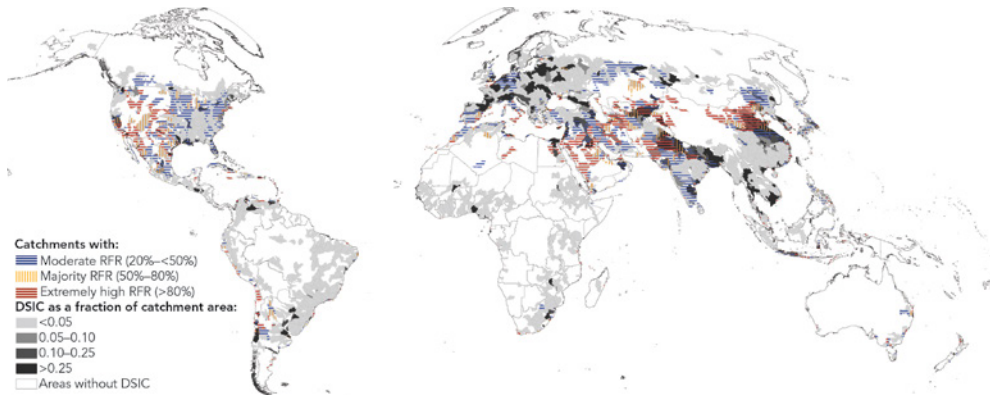 Catchments with:
Moderate RFR (20%–<50%)
Majority RFR (50%–80%)
Extremely high RFR (>80%)
DSIC as a fraction of catchment area:
<0.05
0.05–0.10
0.10–0.25
>0.25
Areas without DSIC